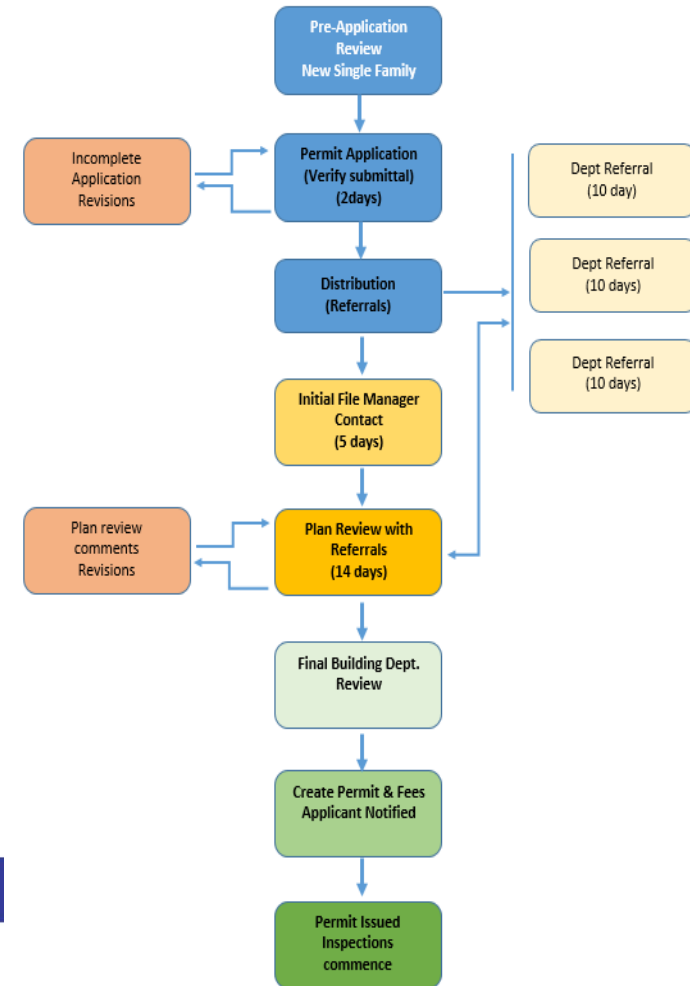 Pre-Application
Review
New Single Family
Incomplete
Application
Revisions
Permit Application
(Verify submittal)
(2days)
Dept Referral
(10 day)
Distribution
(Referrals)
Dept Referral
(10 days)
Dept Referral
(10 days)
Initial File Manager
Contact
(5 days)
Plan review
comments
Revisions
Plan Review with
Referrals
(14 days)
Final Building Dept.
Review
Create Permit & Fees
Applicant Notified
Permit Issued
Inspections
commence